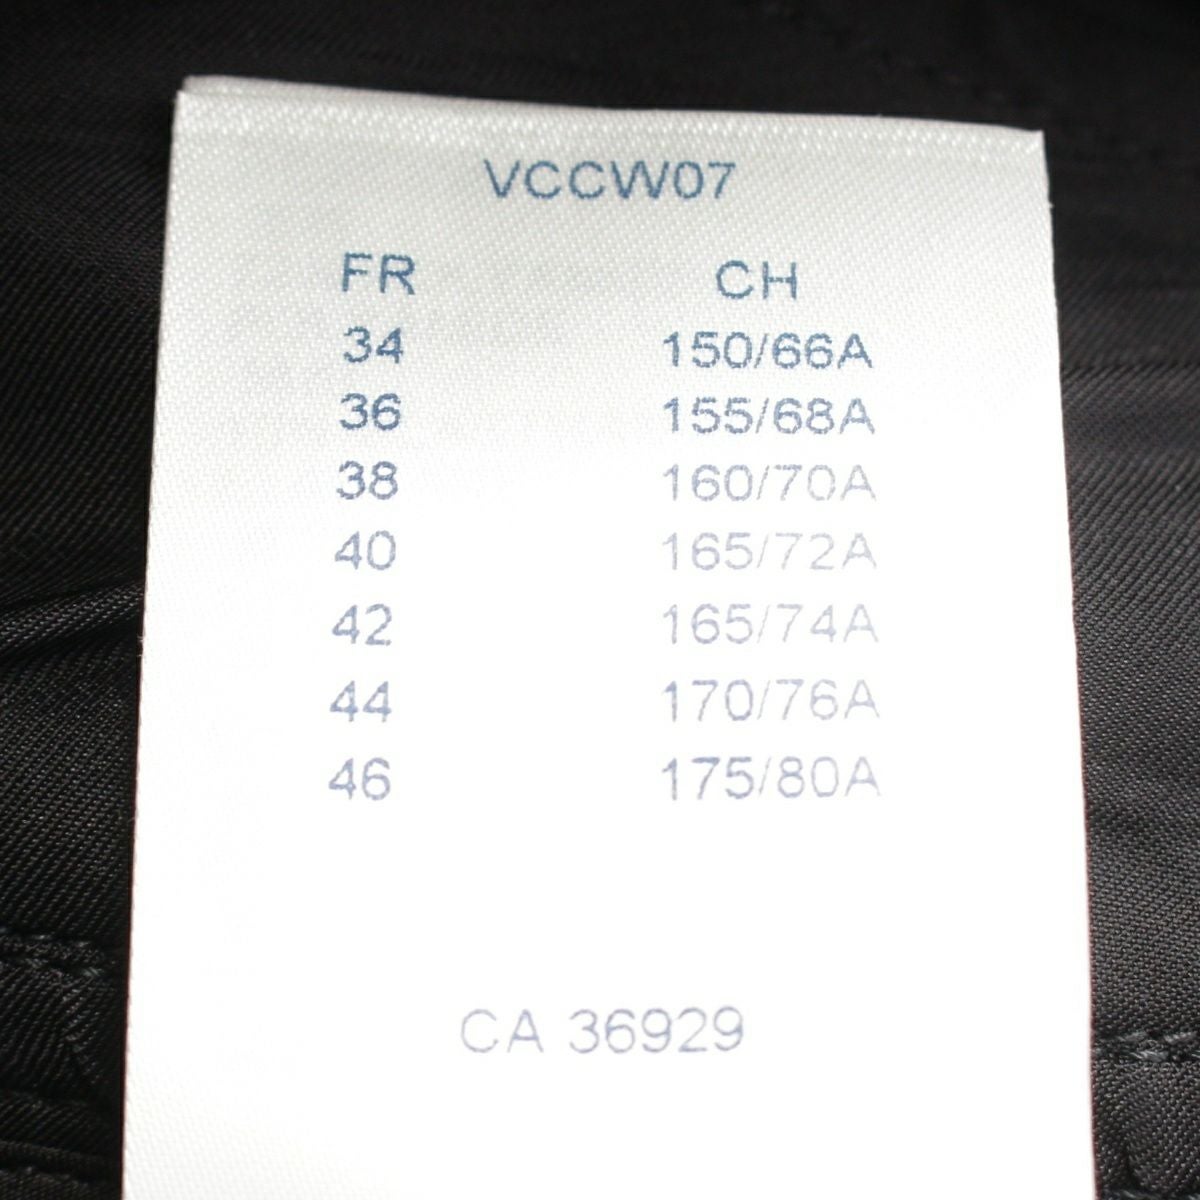 VCCW07
FR CH
34 150/66A
36 155/68A
38 160/70A
40 165/72A
42 165/74A
44 170/76A
46 175/80A
CA 36929